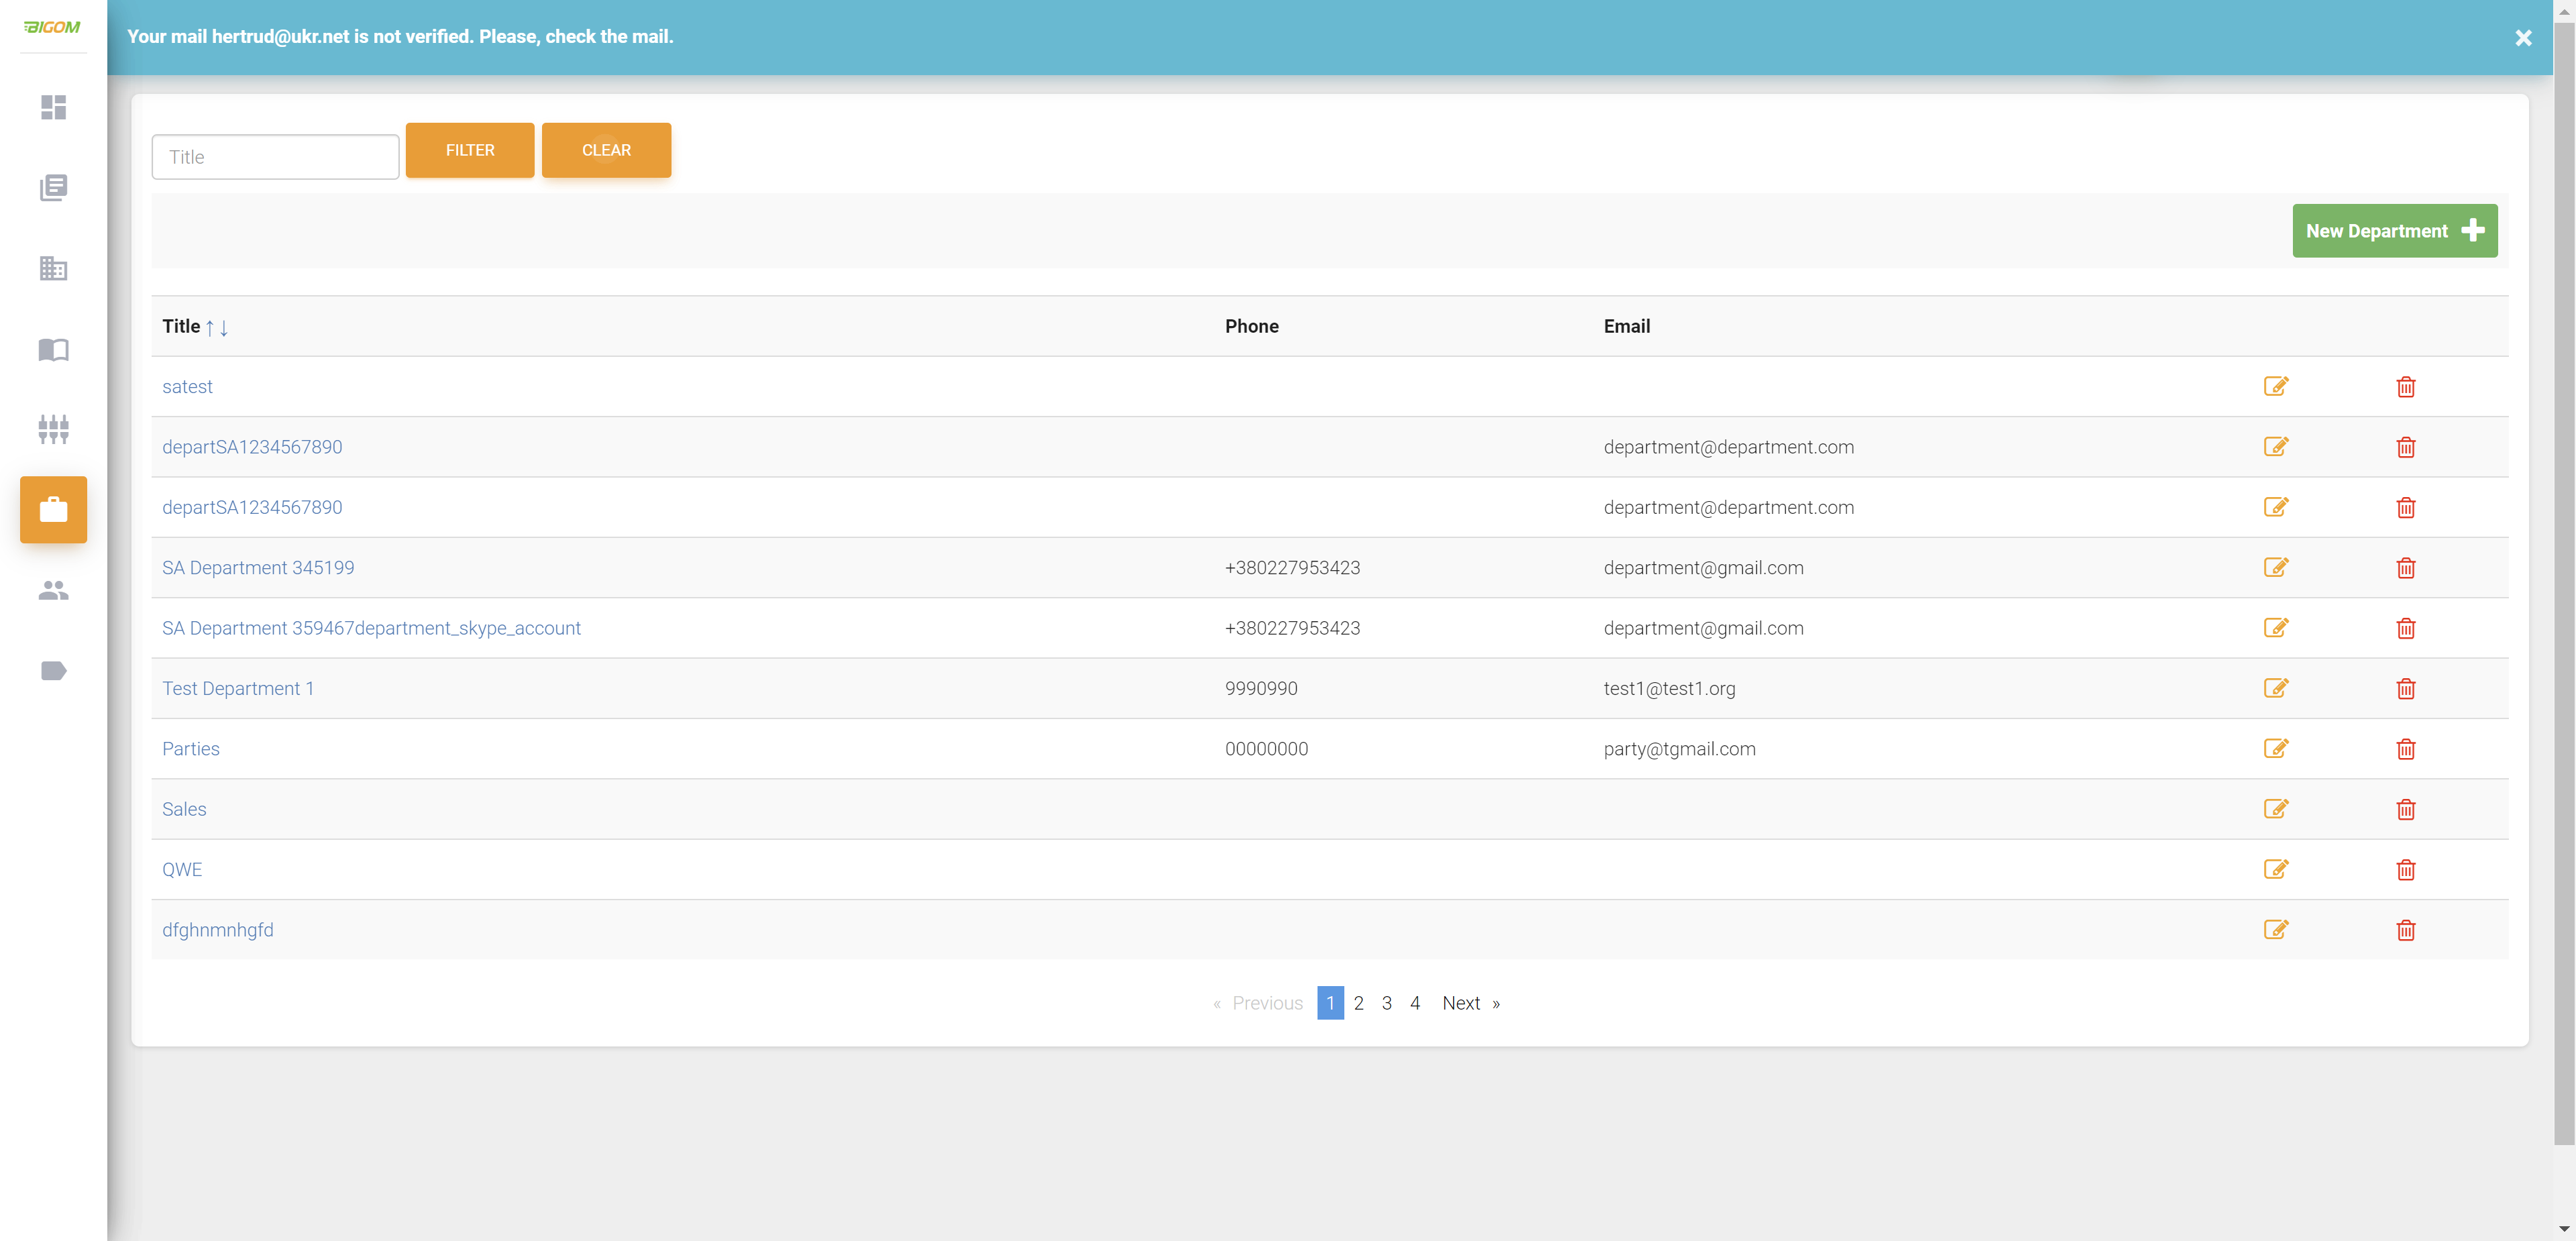 BIGOM
Your mail hertrud@ukr.net is not verified. Please, check the mail.
Title FILTER CLEAR
New Department
Title ↑↓ Phone Email
satest
departSA1234567890 department@department.com
departSA1234567890 department@department.com
SA Department 345199 +380227953423 department@gmail.com
SA Department 359467department_skype_account +380227953423 department@gmail.com
Test Department 1 9990990 test1@test1.org
Parties 00000000 party@tgmail.com
Sales
QWE
dfghnmnhgfd
« Previous 1 2 3 4 Next »